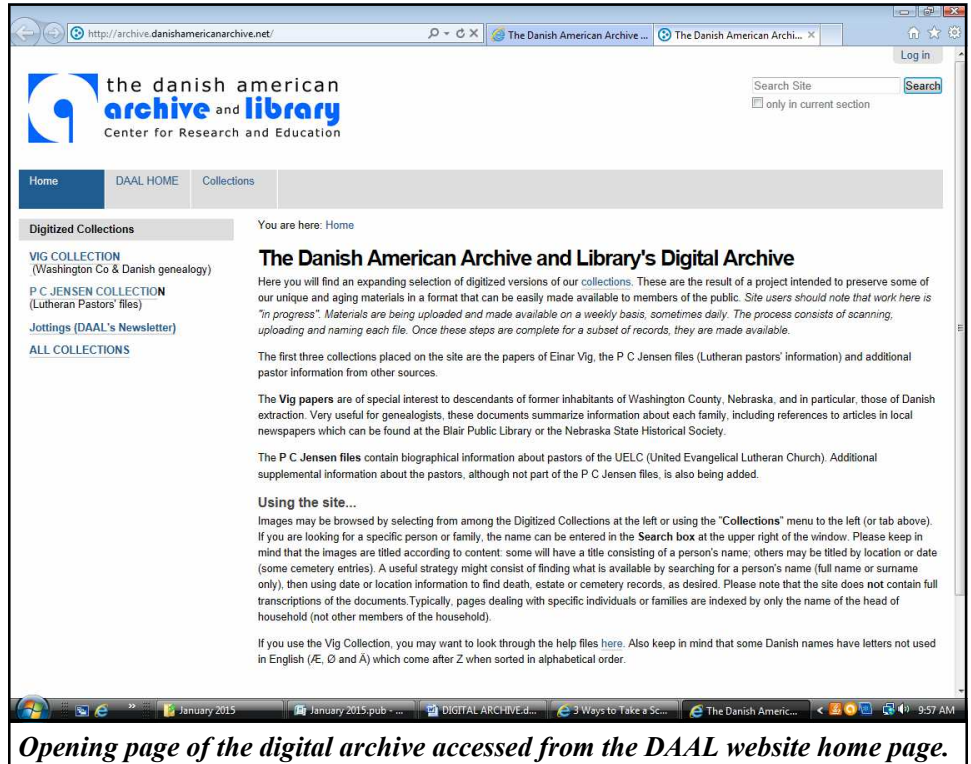 http://archive.danishamericanarchive.net/
The Danish American Archive ...
The Danish American Archi...
Log in
the danish american
archive and library
Center for Research and Education
Search Site
Search
only in current section
Home
DAAL HOME
Collections
Digitized Collections
VIG COLLECTION
(Washington Co & Danish genealogy)
P C JENSEN COLLECTION
(Lutheran Pastors' files)
Jottings (DAAL's Newsletter)
ALL COLLECTIONS
You are here: Home
The Danish American Archive and Library's Digital Archive
Here you will find an expanding selection of digitized versions of our collections. These are the result of a project intended to preserve some of
our unique and aging materials in a format that can be easily made available to members of the public. Site users should note that work here is
"in progress". Materials are being uploaded and made available on a weekly basis, sometimes daily. The process consists of scanning,
uploading and naming each file. Once these steps are complete for a subset of records, they are made available.
The first three collections placed on the site are the papers of Einar Vig, the P C Jensen files (Lutheran pastors' information) and additional
pastor information from other sources.
The Vig papers are of special interest to descendants of former inhabitants of Washington County, Nebraska, and in particular, those of Danish
extraction. Very useful for genealogists, these documents summarize information about each family, including references to articles in local
newspapers which can be found at the Blair Public Library or the Nebraska State Historical Society.
The P C Jensen files contain biographical information about pastors of the UELC (United Evangelical Lutheran Church). Additional
supplemental information about the pastors, although not part of the P C Jensen files, is also being added.
Using the site...
Images may be browsed by selecting from among the Digitized Collections at the left or using the "Collections" menu to the left (or tab above).
If you are looking for a specific person or family, the name can be entered in the Search box at the upper right of the window. Please keep in
mind that the images are titled according to content: some will have a title consisting of a person's name; others may be titled by location or date
(some cemetery entries). A useful strategy might consist of finding what is available by searching for a person's name (full name or surname
only), then using date or location information to find death, estate or cemetery records, as desired. Please note that the site does not contain full
transcriptions of the documents.Typically, pages dealing with specific individuals or families are indexed by only the name of the head of
household (not other members of the household).
If you use the Vig Collection, you may want to look through the help files here. Also keep in mind that some Danish names have letters not used
in English (Æ, Ø and Ä) which come after Z when sorted in alphabetical order.
January 2015
January 2015.pub - ...
DIGITAL ARCHIVE.d...
3 Ways to Take a Sc...
The Danish Americ...
9:57 AM
Opening page of the digital archive accessed from the DAAL website home page.